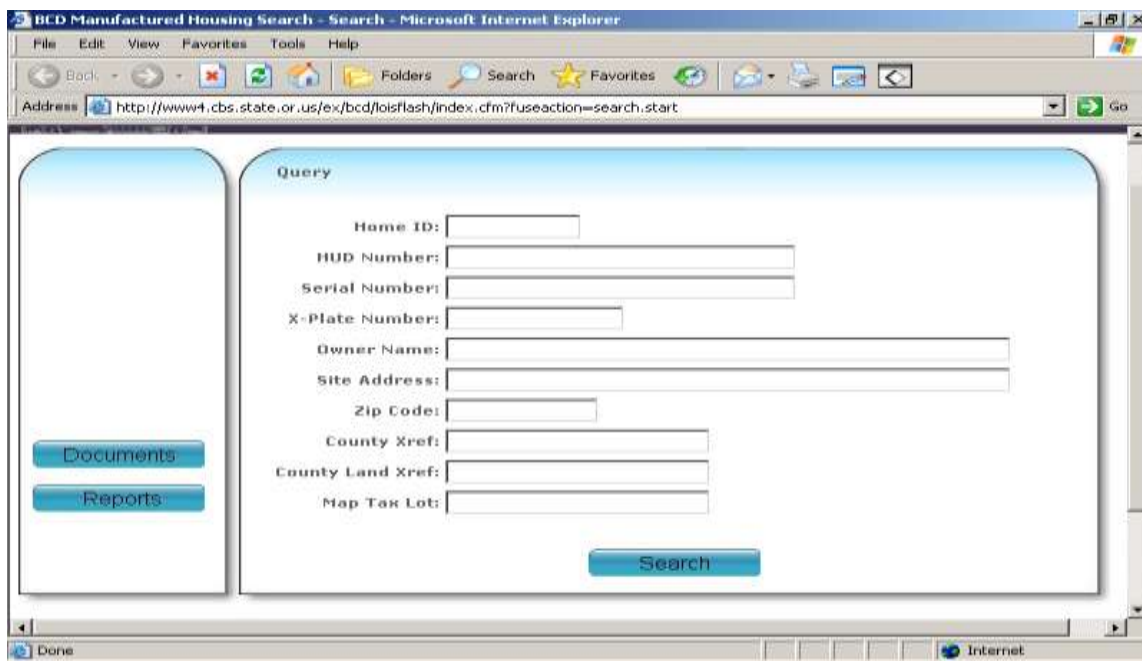 BCD Manufactured Housing Search - Search - Microsoft Internet Explorer
File Edit View Favorites Tools Help
Back Folders Search Favorites
Address http://www4.cbs.state.or.us/ex/bcd/loisflash/index.cfm?fuseaction=search.start Go
Query
Home ID:
HUD Number:
Serial Number:
X-Plate Number:
Owner Name:
Site Address:
Zip Code:
County Xref:
County Land Xref:
Map Tax Lot:
Documents
Reports
Search
Done Internet